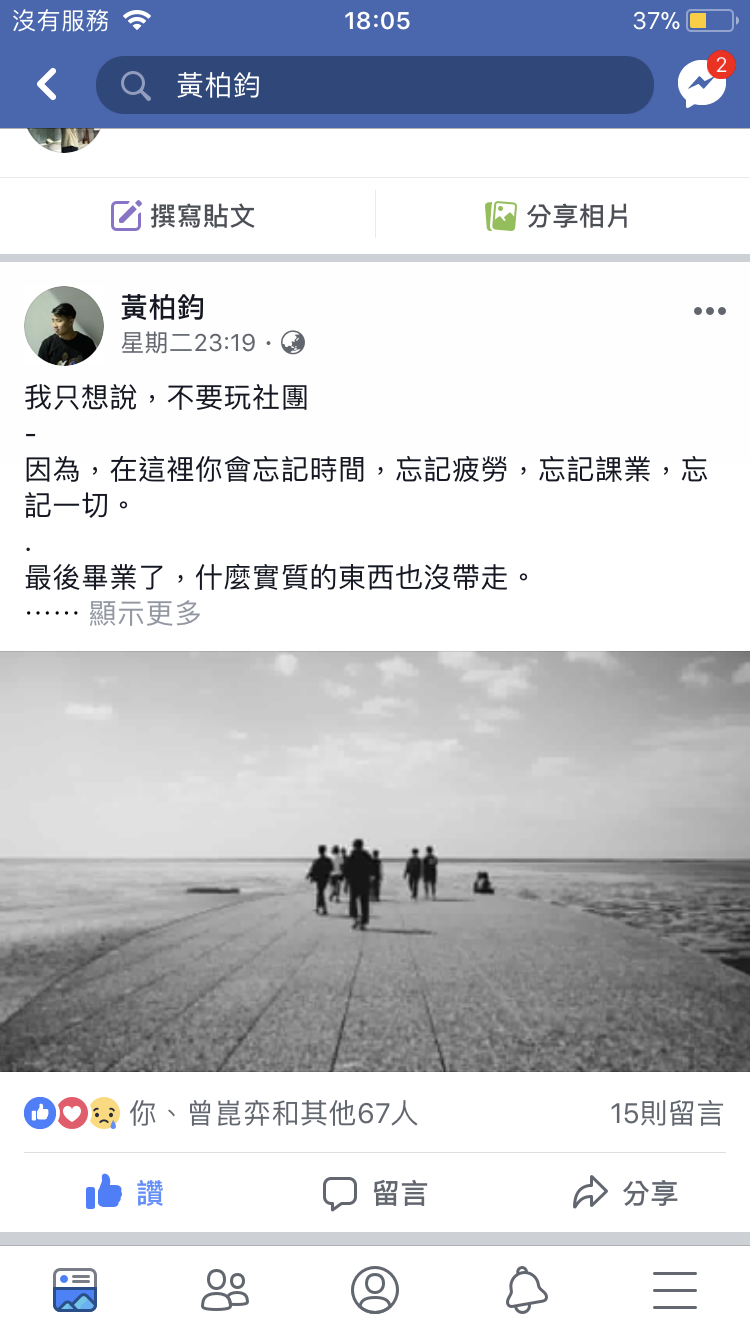 沒有服務 18:05 37%
黃柏鈞 2
撰寫貼文 分享相片
黃柏鈞
星期二23:19・
我只想說，不要玩社團
-
因為，在這裡你會忘記時間，忘記疲勞，忘記課業，忘
記一切。
.
最後畢業了，什麼實質的東西也沒帶走。
⋯⋯ 顯示更多
你、曾崑弈和其他67人 15則留言
讚 留言 分享